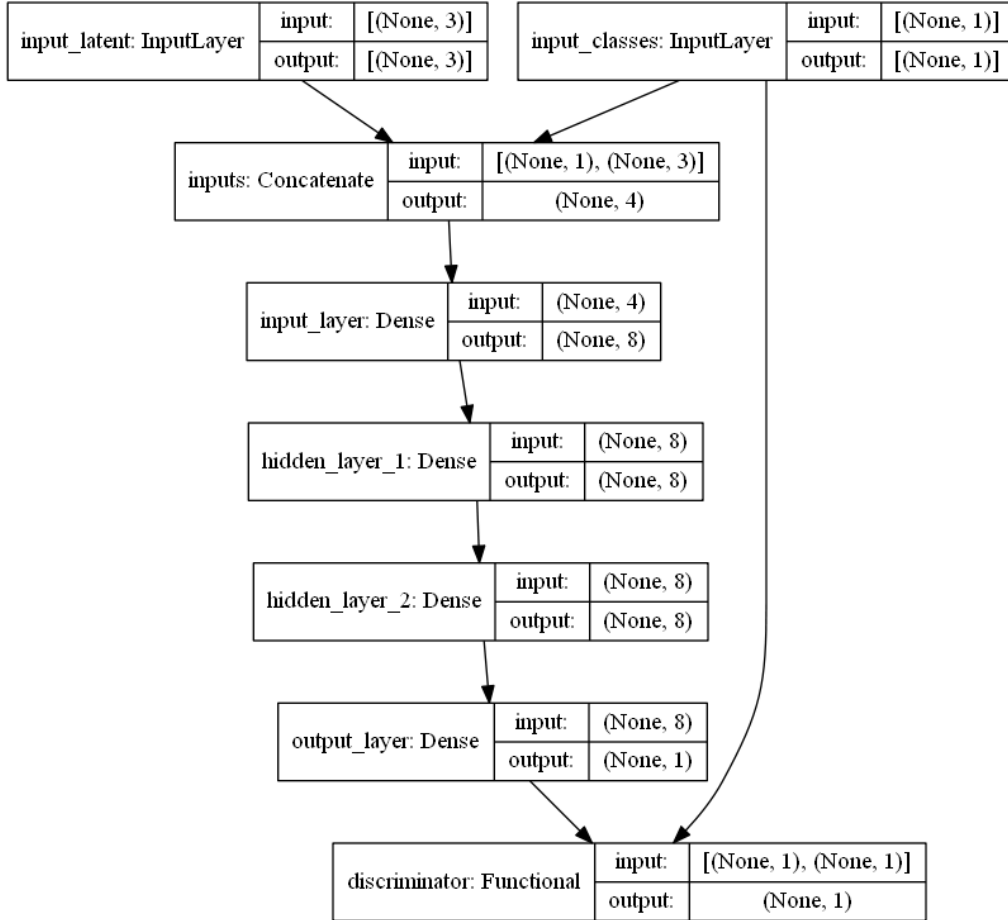 input_latent: InputLayer
input: [(None, 3)]
output: [(None, 3)]
input_classes: InputLayer
input: [(None, 1)]
output: [(None, 1)]
inputs: Concatenate
input: [(None, 1), (None, 3)]
output: (None, 4)
input_layer: Dense
input: (None, 4)
output: (None, 8)
hidden_layer_1: Dense
input: (None, 8)
output: (None, 8)
hidden_layer_2: Dense
input: (None, 8)
output: (None, 8)
output_layer: Dense
input: (None, 8)
output: (None, 1)
discriminator: Functional
input: [(None, 1), (None, 1)]
output: (None, 1)